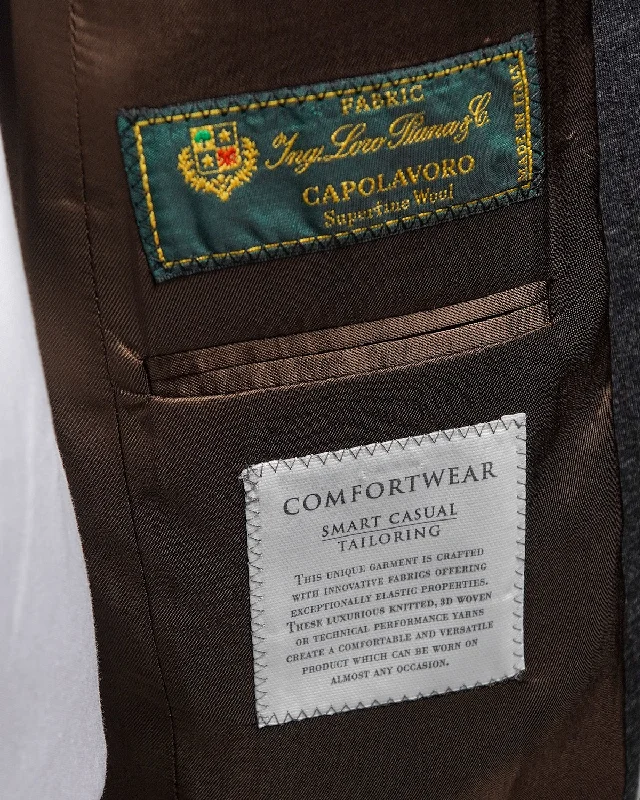 FABRIC
Ing. Loro Piana & C.
CAPOLAVORO
Superfine Wool
MADE IN ITALY
COMFORTWEAR
SMART CASUAL
TAILORING
THIS UNIQUE GARMENT IS CRAFTED
WITH INNOVATIVE FABRICS OFFERING
EXCEPTIONALLY ELASTIC PROPERTIES.
THESE LUXURIOUS KNITTED, 3D WOVEN
OR TECHNICAL PERFORMANCE YARNS
CREATE A COMFORTABLE AND VERSATILE
PRODUCT WHICH CAN BE WORN ON
ALMOST ANY OCCASION.